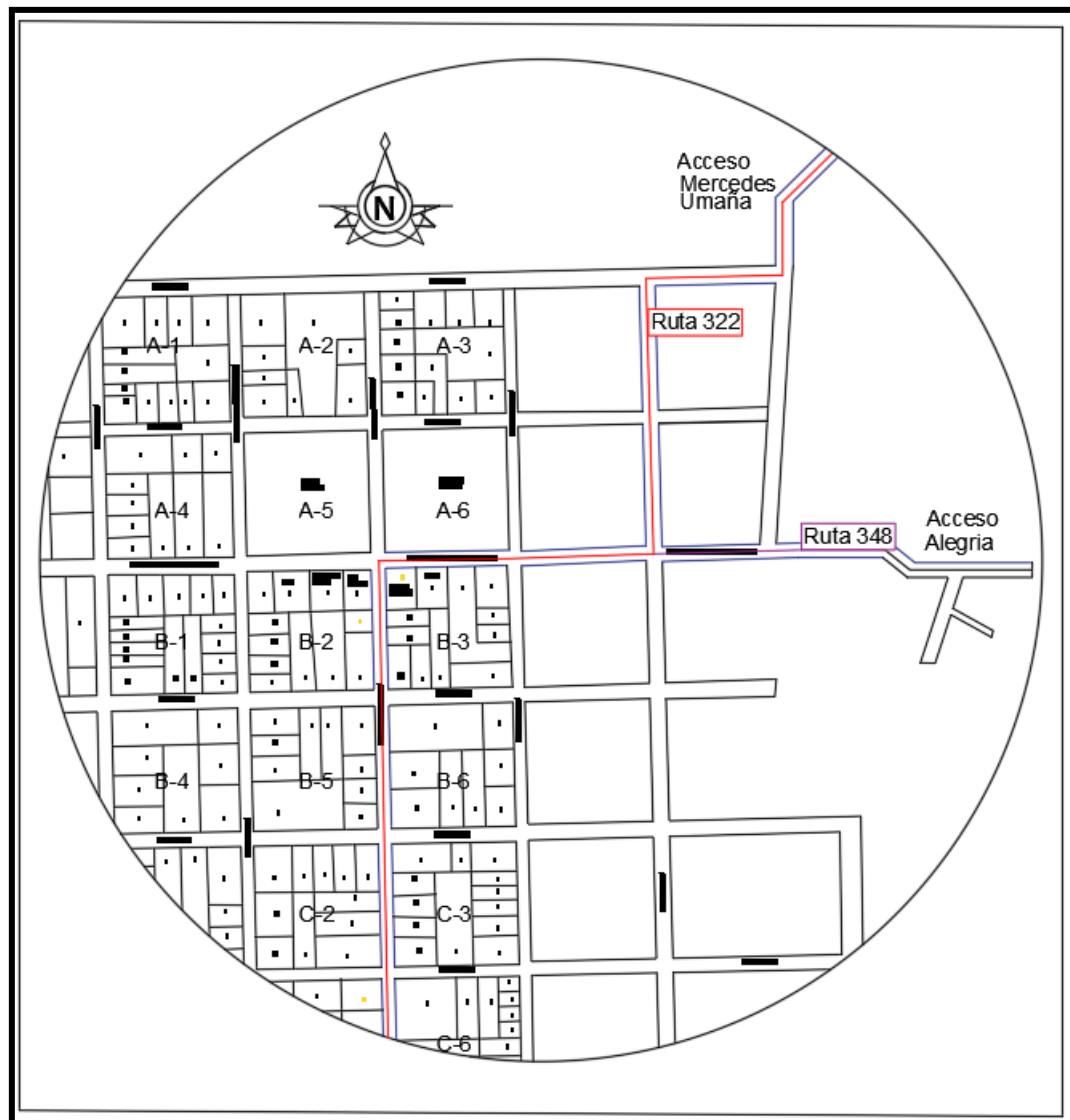 Acceso
Mercedes
Umaña
N
Ruta 322
A-1
A-2
A-3
A-4
A-5
A-6
Ruta 348
Acceso
Alegria
B-1
B-2
B-3
B-4
B-5
B-6
C-2
C-3
C-6